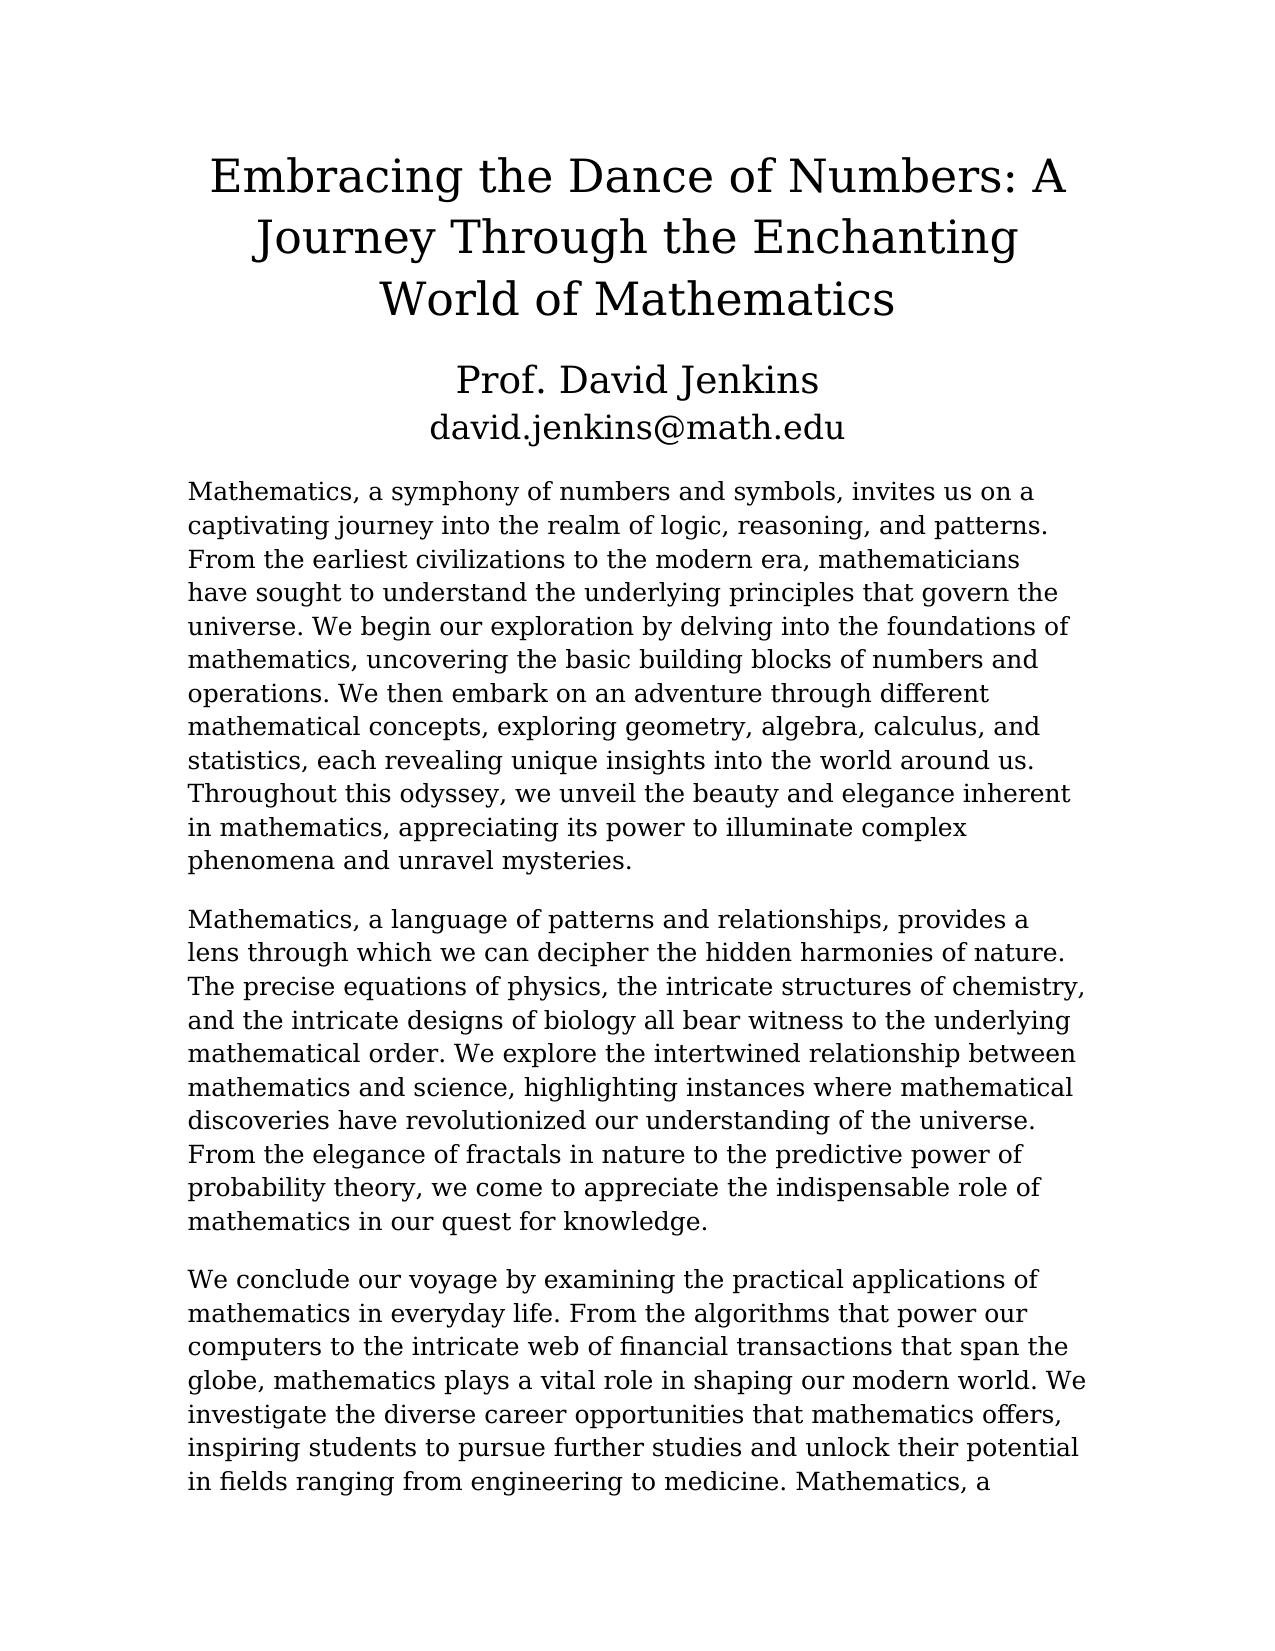 Embracing the Dance of Numbers: A
Journey Through the Enchanting
World of Mathematics
Prof. David Jenkins
david.jenkins@math.edu
Mathematics, a symphony of numbers and symbols, invites us on a
captivating journey into the realm of logic, reasoning, and patterns.
From the earliest civilizations to the modern era, mathematicians
have sought to understand the underlying principles that govern the
universe. We begin our exploration by delving into the foundations of
mathematics, uncovering the basic building blocks of numbers and
operations. We then embark on an adventure through different
mathematical concepts, exploring geometry, algebra, calculus, and
statistics, each revealing unique insights into the world around us.
Throughout this odyssey, we unveil the beauty and elegance inherent
in mathematics, appreciating its power to illuminate complex
phenomena and unravel mysteries.
Mathematics, a language of patterns and relationships, provides a
lens through which we can decipher the hidden harmonies of nature.
The precise equations of physics, the intricate structures of chemistry,
and the intricate designs of biology all bear witness to the underlying
mathematical order. We explore the intertwined relationship between
mathematics and science, highlighting instances where mathematical
discoveries have revolutionized our understanding of the universe.
From the elegance of fractals in nature to the predictive power of
probability theory, we come to appreciate the indispensable role of
mathematics in our quest for knowledge.
We conclude our voyage by examining the practical applications of
mathematics in everyday life. From the algorithms that power our
computers to the intricate web of financial transactions that span the
globe, mathematics plays a vital role in shaping our modern world. We
investigate the diverse career opportunities that mathematics offers,
inspiring students to pursue further studies and unlock their potential
in fields ranging from engineering to medicine. Mathematics, a